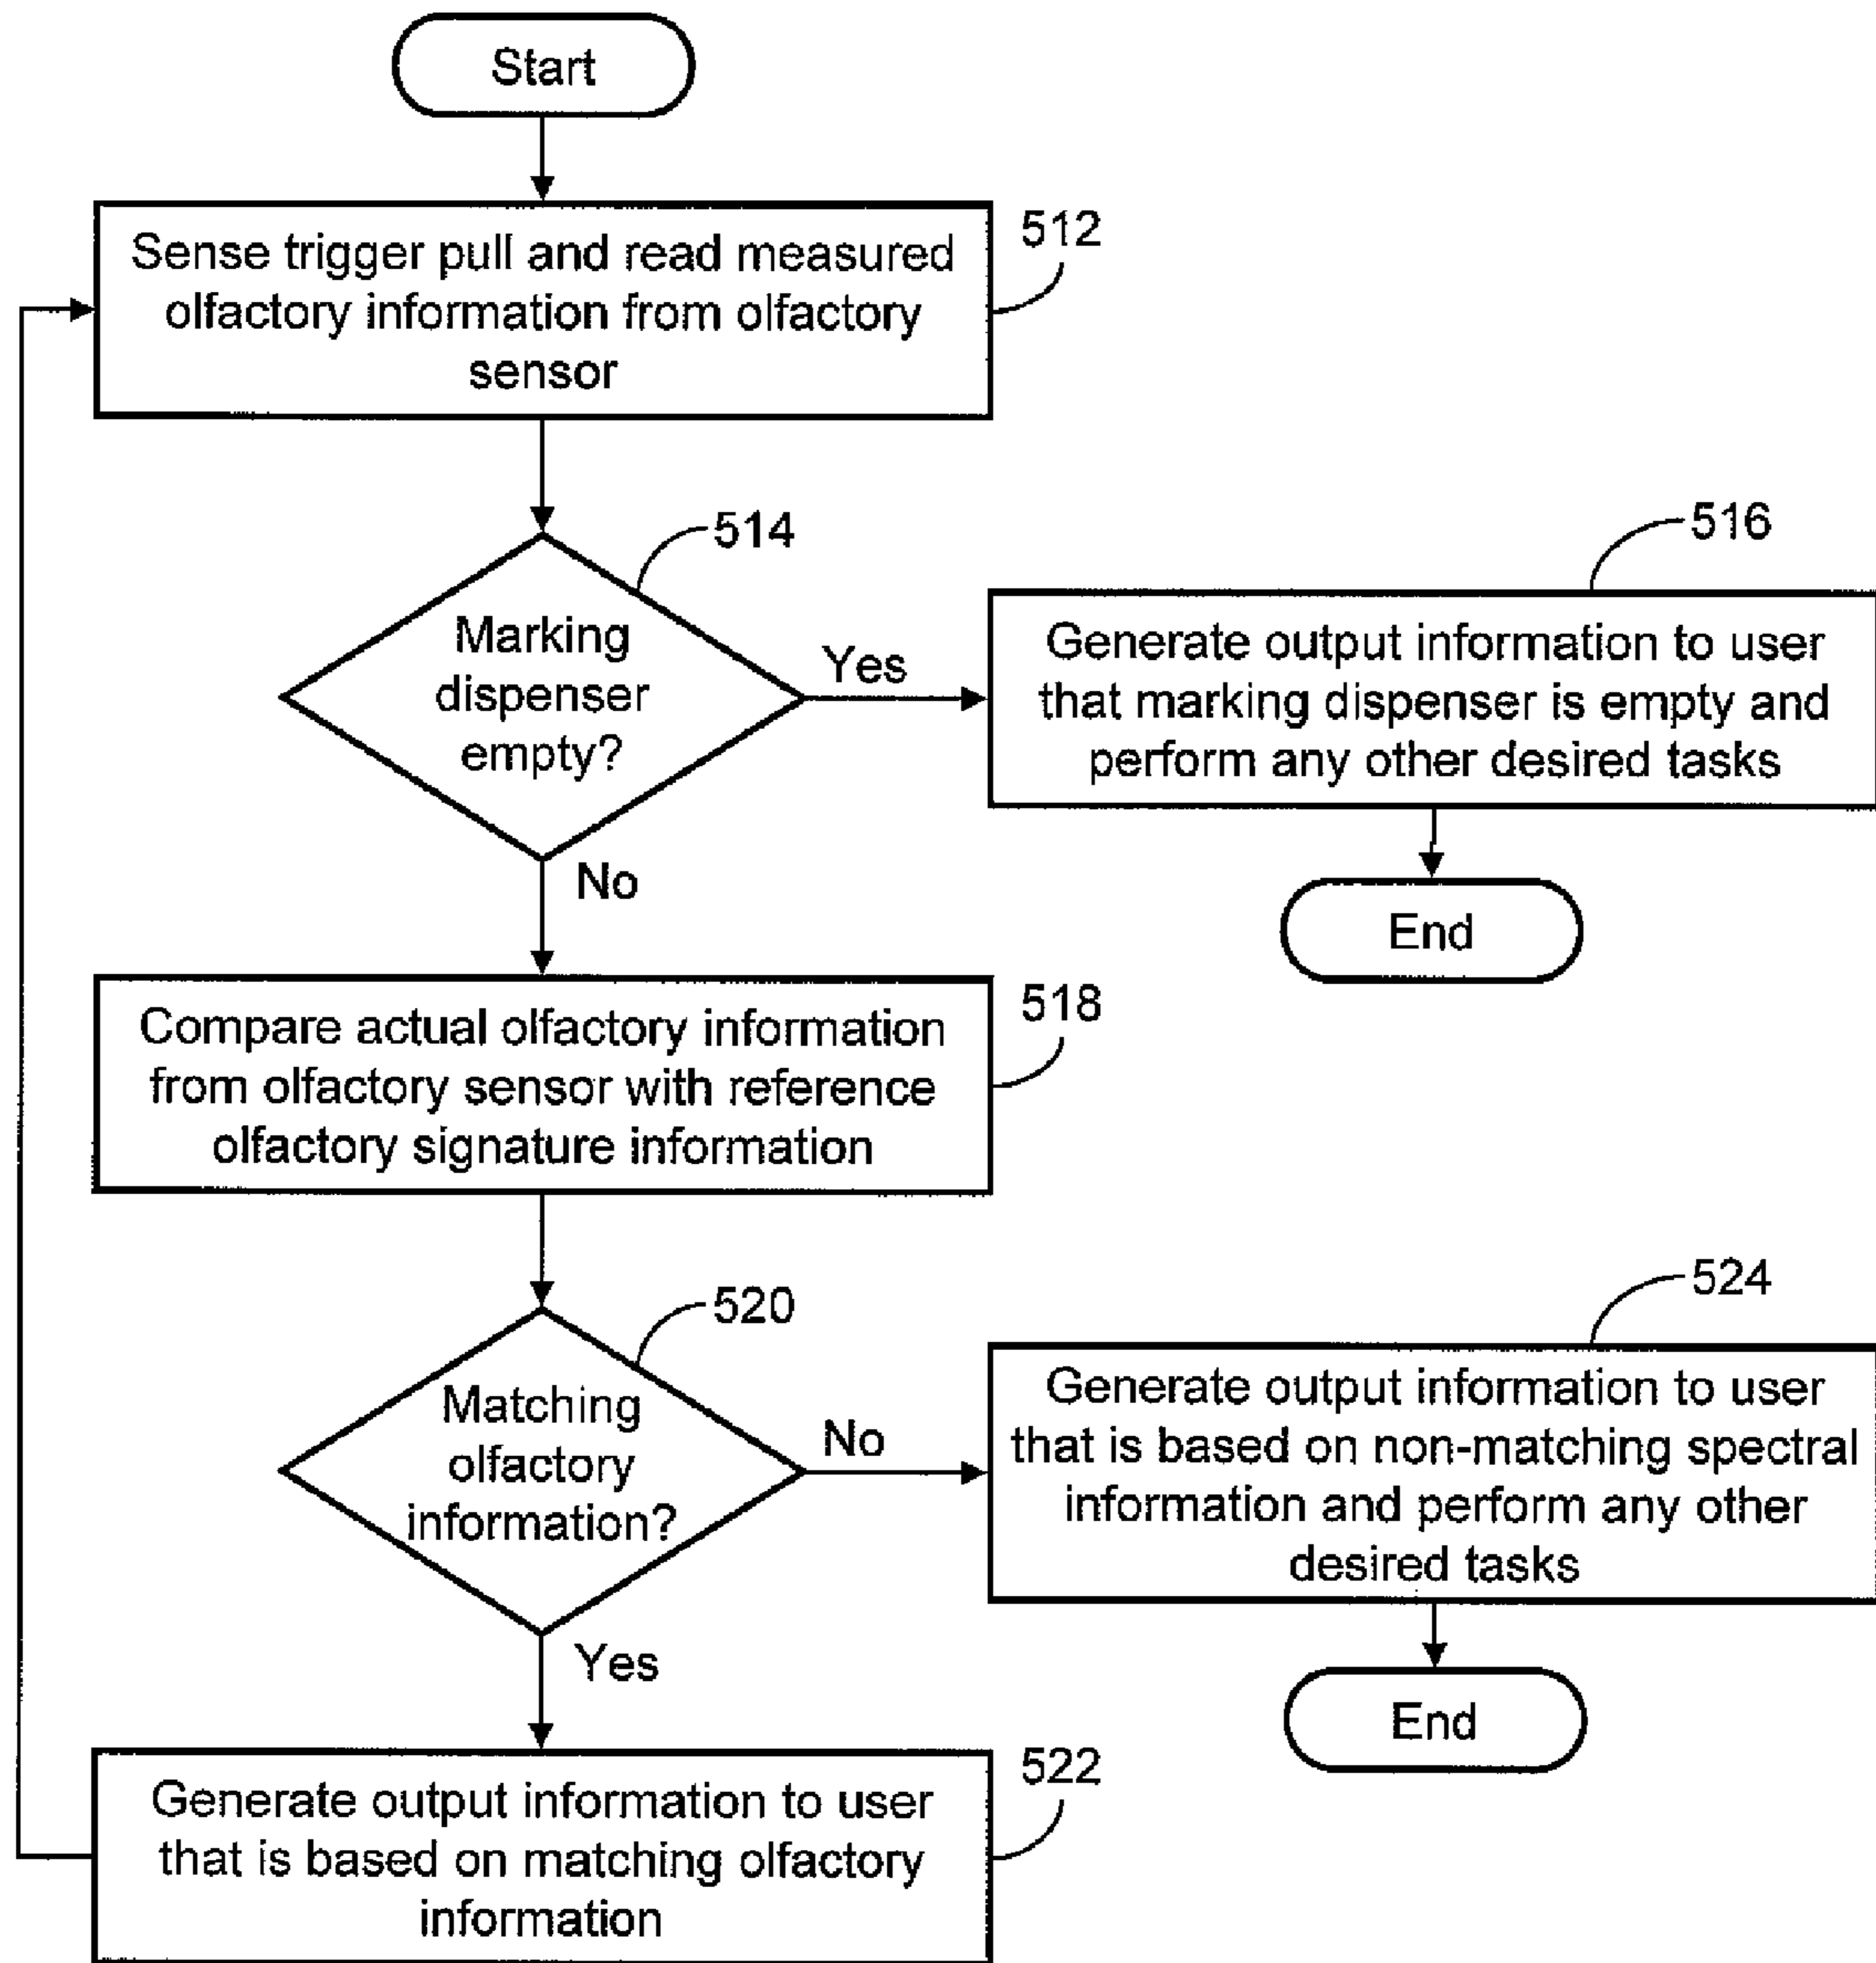 Start
Sense trigger pull and read measured
olfactory information from olfactory
sensor
512
Marking
dispenser
empty?
514
Yes
Generate output information to user
that marking dispenser is empty and
perform any other desired tasks
516
End
No
Compare actual olfactory information
from olfactory sensor with reference
olfactory signature information
518
Matching
olfactory
information?
520
No
Generate output information to user
that is based on non-matching spectral
information and perform any other
desired tasks
524
End
Yes
Generate output information to user
that is based on matching olfactory
information
522